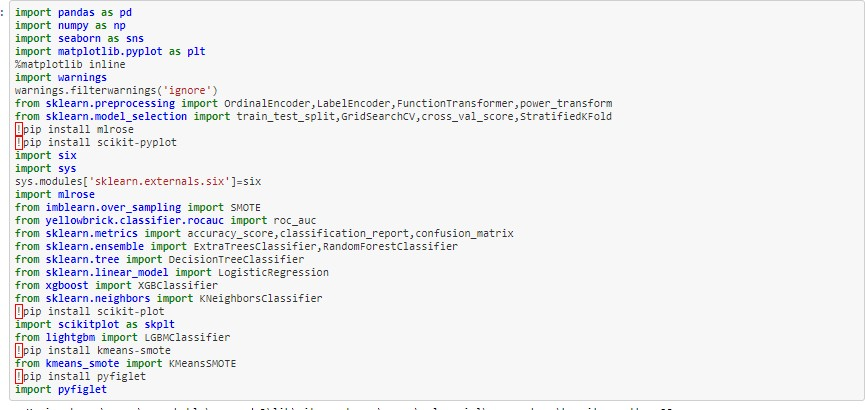 :
import pandas as pd
import numpy as np
import seaborn as sns
import matplotlib.pyplot as plt
%matplotlib inline
import warnings
warnings.filterwarnings('ignore')
from sklearn.preprocessing import OrdinalEncoder,LabelEncoder,FunctionTransformer,power_transform
from sklearn.model_selection import train_test_split,GridSearchCV,cross_val_score,StratifiedKFold
!pip install mlrose
!pip install scikit-pyplot
import six
import sys
sys.modules['sklearn.externals.six']=six
import mlrose
from imblearn.over_sampling import SMOTE
from yellowbrick.classifier.rocauc import roc_auc
from sklearn.metrics import accuracy_score,classification_report,confusion_matrix
from sklearn.ensemble import ExtraTreesClassifier,RandomForestClassifier
from sklearn.tree import DecisionTreeClassifier
from sklearn.linear_model import LogisticRegression
from xgboost import XGBClassifier
from sklearn.neighbors import KNeighborsClassifier
!pip install scikit-plot
import scikitplot as skplt
from lightgbm import LGBMClassifier
!pip install kmeans-smote
from kmeans_smote import KMeansSMOTE
!pip install pyfiglet
import pyfiglet